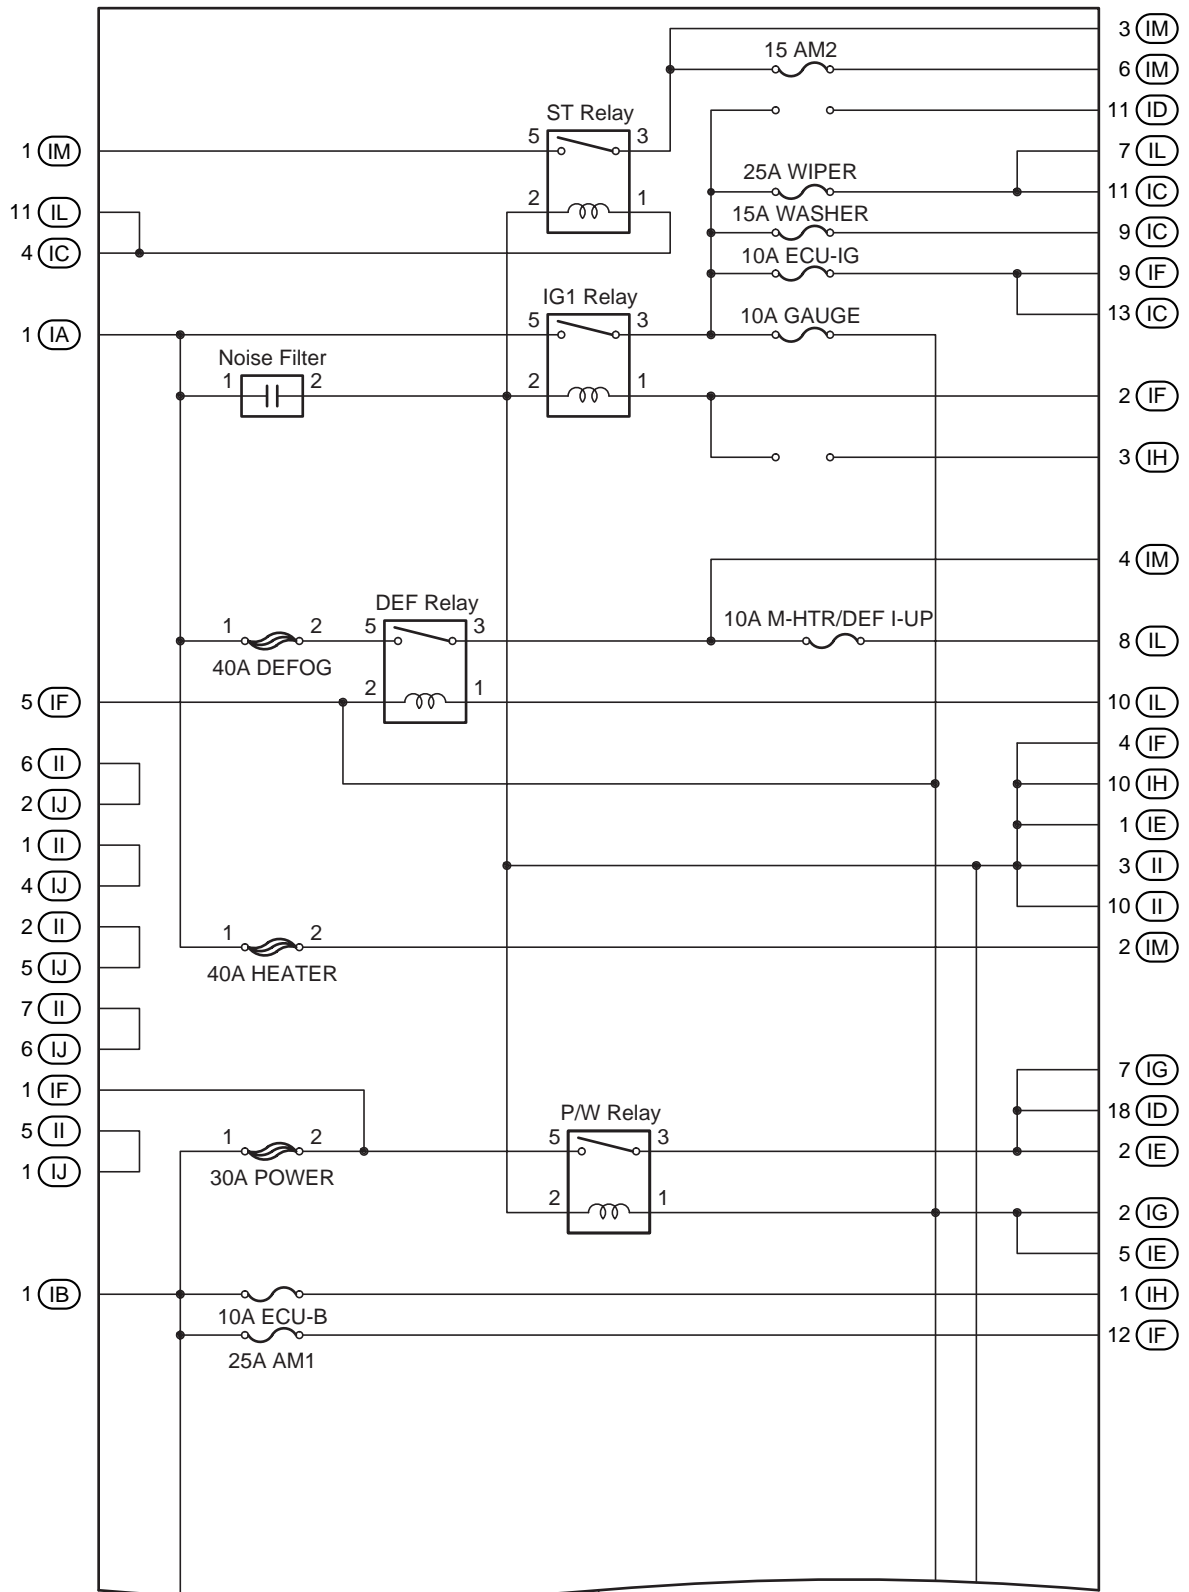 3 IM
15 AM2
6 IM
11 ID
ST Relay
5 3
1 IM
7 IL
25A WIPER
2 1
11 IC
11 IL
15A WASHER
9 IC
4 IC
10A ECU-IG
9 IF
IG1 Relay
10A GAUGE
13 IC
5 3
1 IA
Noise Filter
1 2
2 1
2 IF
3 IH
4 IM
DEF Relay
10A M-HTR/DEF I-UP
1 2
5 3
8 IL
40A DEFOG
2 1
5 IF
10 IL
4 IF
6 II
10 IH
2 IJ
1 IE
1 II
3 II
4 IJ
10 II
2 II
1 2
2 IM
5 IJ
40A HEATER
7 II
6 IJ
7 IG
1 IF
18 ID
P/W Relay
5 II
1 2
5 3
2 IE
1 IJ
30A POWER
2 1
2 IG
5 IE
1 IB
1 IH
10A ECU-B
12 IF
25A AM1